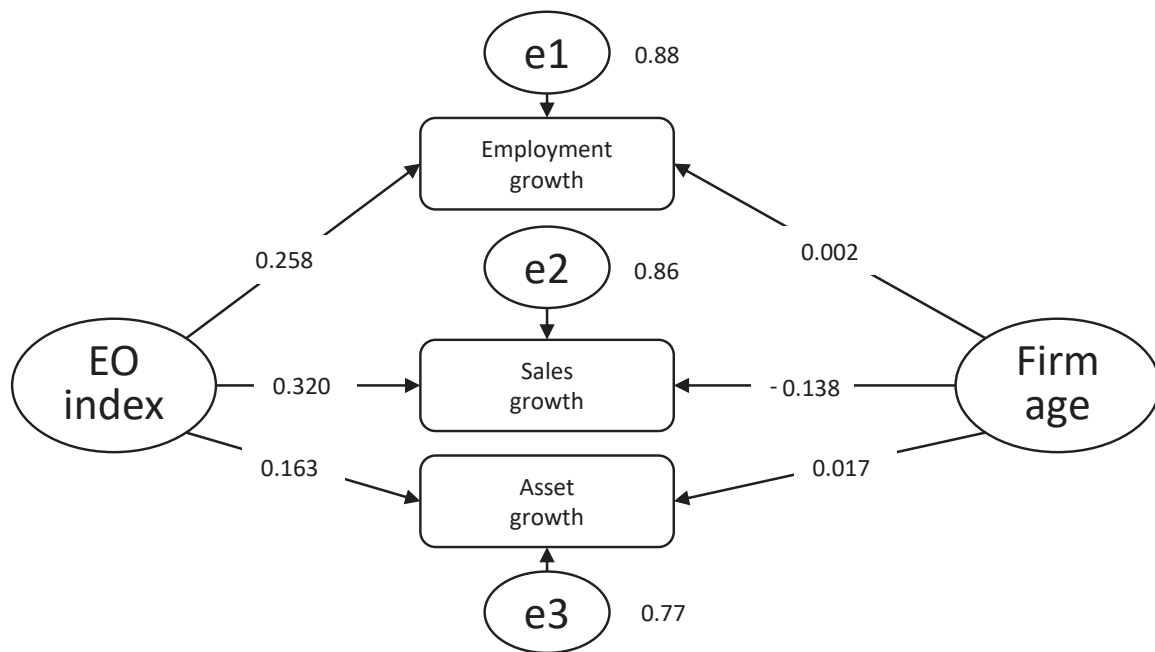 e1
0.88
Employment
growth
0.258
0.002
e2
0.86
EO
index
0.320
Sales
growth
- 0.138
Firm
age
0.163
0.017
Asset
growth
e3
0.77